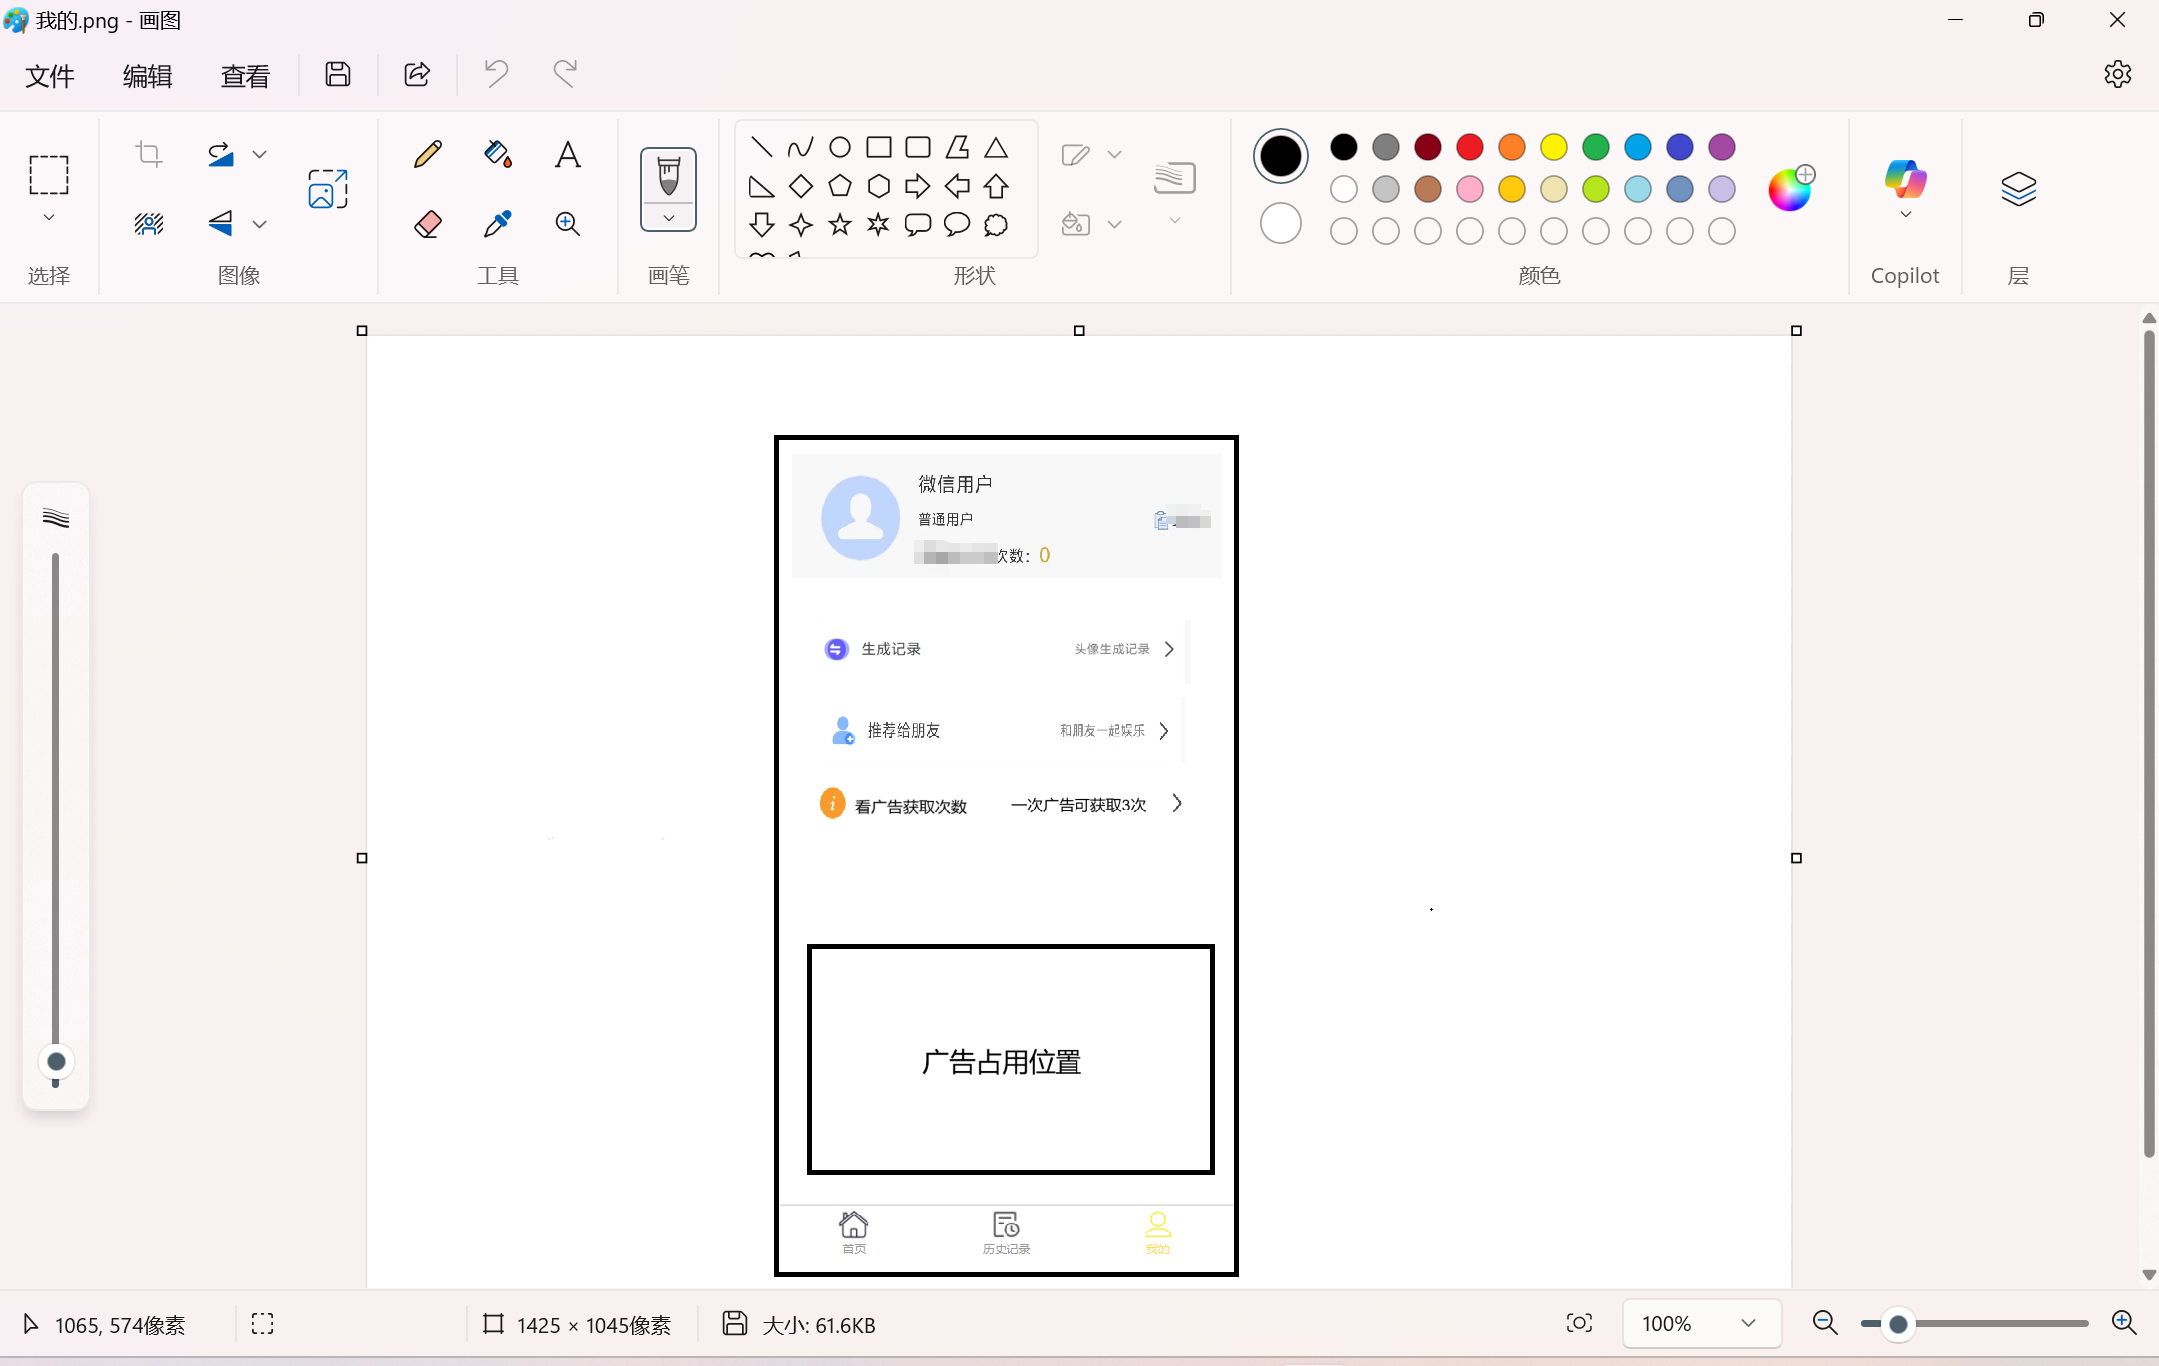 我的.png - 画图
文件 编辑 查看
选择 图像 工具 画笔 形状 颜色 Copilot 层
微信用户
普通用户
次数：0
生成记录 头像生成记录
推荐给朋友 和朋友一起娱乐
看广告获取次数 一次广告可获取3次
广告占用位置
首页 历史记录 我的
1065, 574像素 1425 × 1045像素 大小: 61.6KB 100%